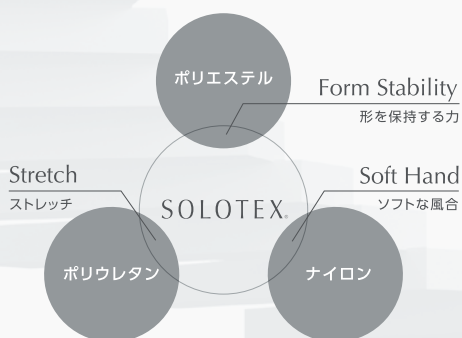 ポリエステル
Form Stability
形を保持する力
Stretch
ストレッチ
Soft Hand
ソフトな風合
SOLOTEX®
ポリウレタン
ナイロン